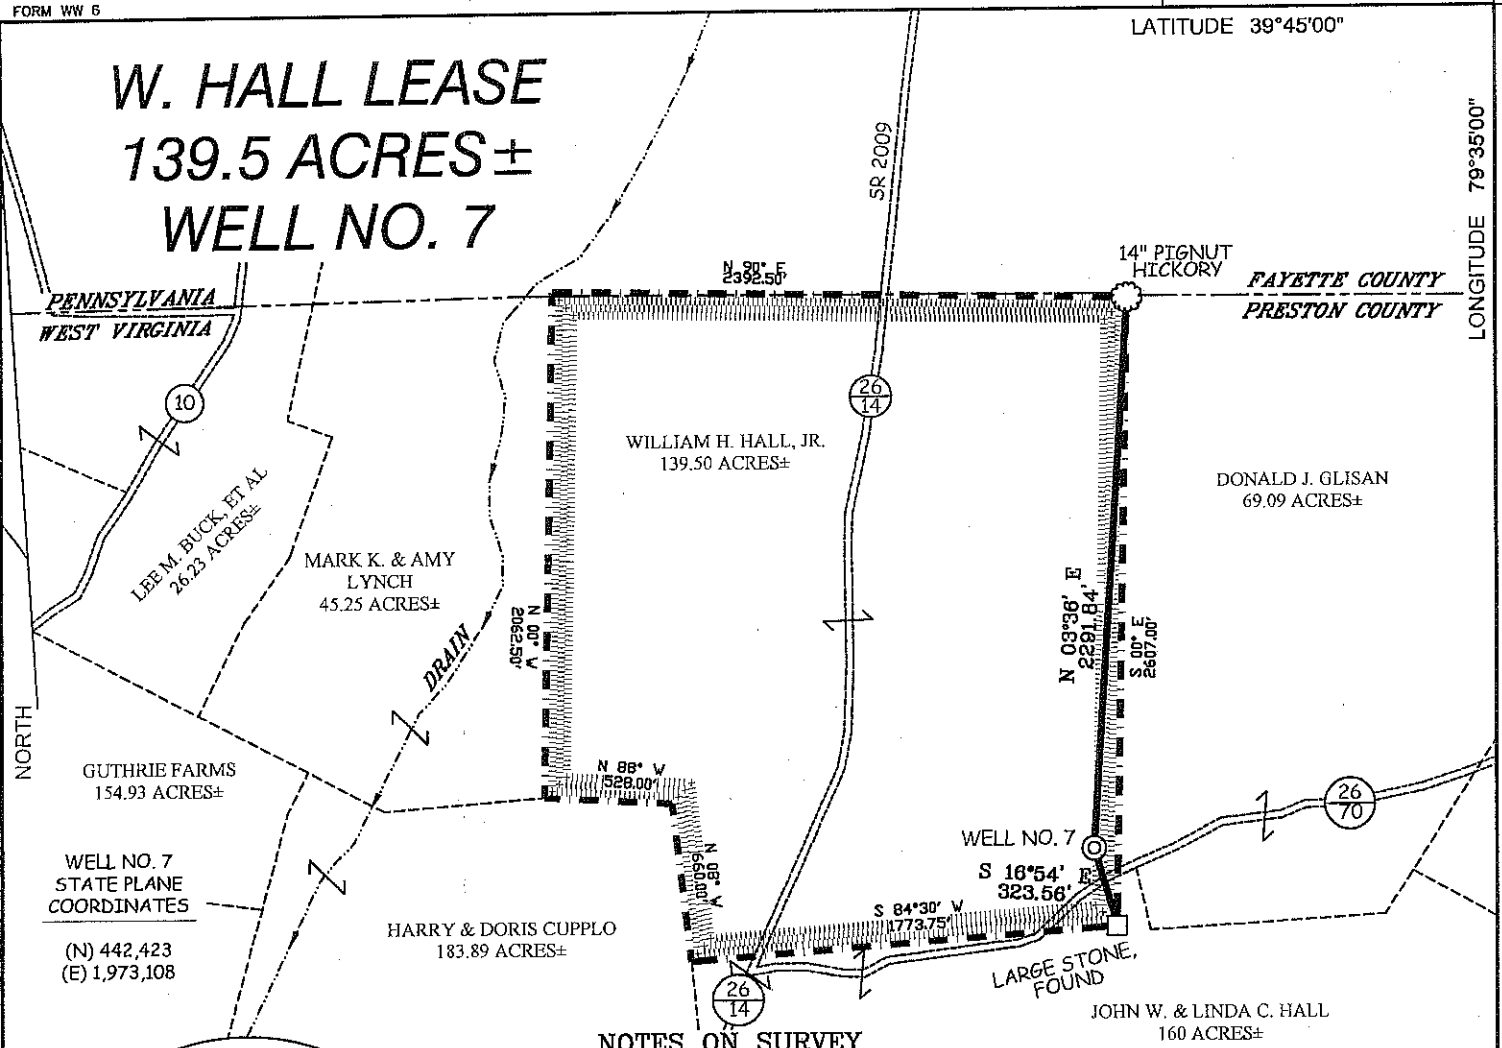 FORM WW 6
LATITUDE 39°45'00"
W. HALL LEASE
139.5 ACRES±
WELL NO. 7
LONGITUDE 79°35'00"
SR 2009
N 90° E
2392.50'
14" PIGNUT
HICKORY
PENNSYLVANIA
WEST VIRGINIA
FAYETTE COUNTY
PRESTON COUNTY
10
26
14
WILLIAM H. HALL, JR.
139.50 ACRES±
DONALD J. GLISAN
69.09 ACRES±
LEE M. BUCK, ET AL
26.23 ACRES±
MARK K. & AMY
LYNCH
45.25 ACRES±
DRAIN
N 00° W
2062.50'
N 03°36' E
2291.84'
S 00° E
2607.00'
NORTH
GUTHRIE FARMS
154.93 ACRES±
N 88° W
528.00'
26
70
WELL NO. 7
S 16°54' E
323.56'
N 08° W
660.00'
S 84°30' W
1773.75'
WELL NO. 7
STATE PLANE
COORDINATES
(N) 442,423
(E) 1,973,108
HARRY & DORIS CUPPLO
183.89 ACRES±
LARGE STONE,
FOUND
26
14
JOHN W. & LINDA C. HALL
160 ACRES±
NOTES ON SURVEY